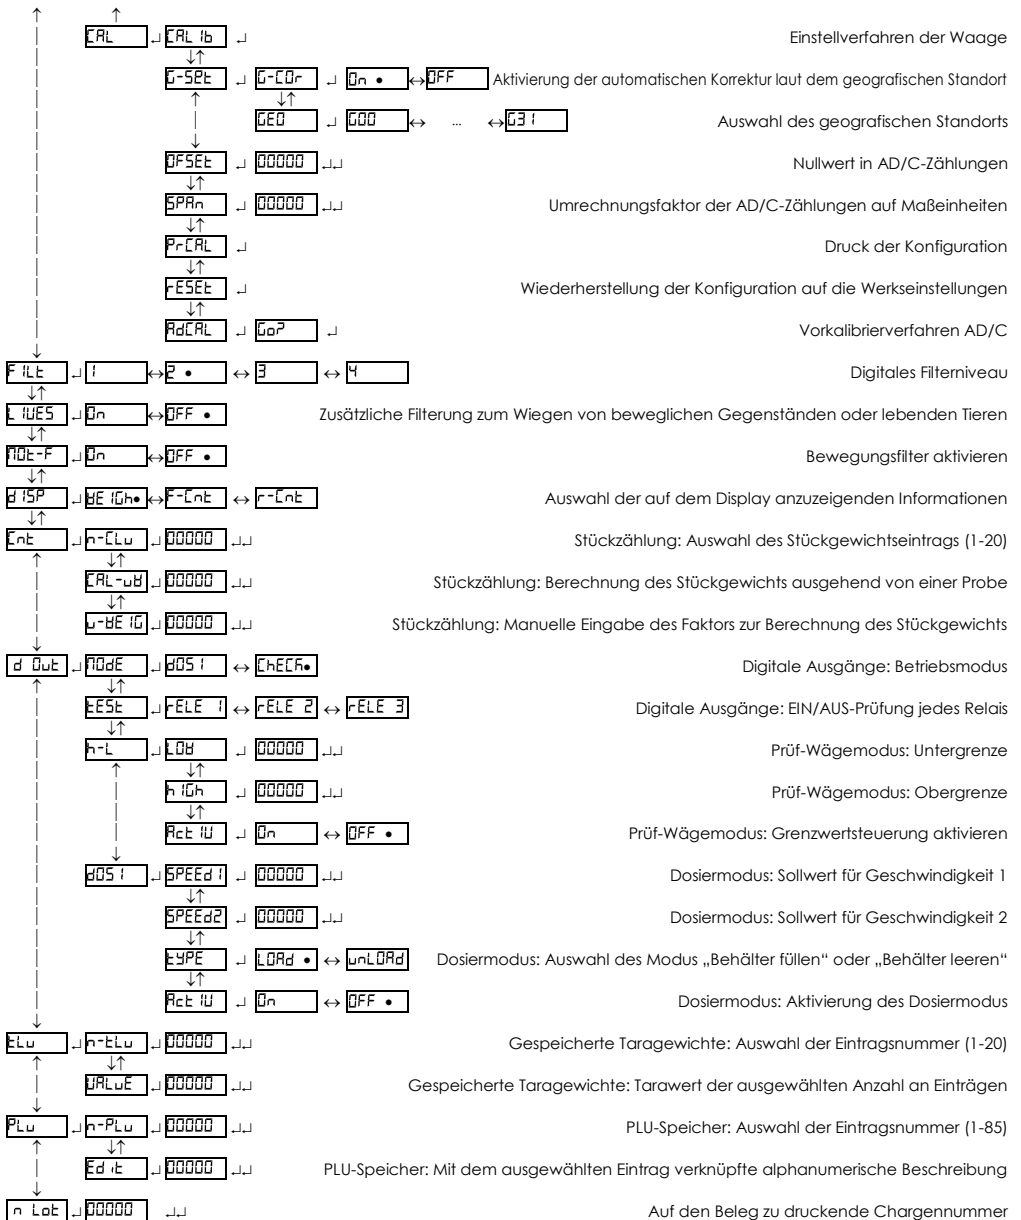 ↑ ↑
CAL ↵ CALib ↵ Einstellverfahren der Waage
↓↑
G-SPt ↵ G-COr ↵ On • ↔ OFF Aktivierung der automatischen Korrektur laut dem geografischen Standort
↑ ↓↑
GEO ↵ G00 ↔ ... ↔ G31 Auswahl des geografischen Standorts
↓
OFSEt ↵ 00000 ↵↵ Nullwert in AD/C-Zählungen
↓↑
SPAn ↵ 00000 ↵↵ Umrechnungsfaktor der AD/C-Zählungen auf Maßeinheiten
↓↑
PrCAL ↵ Druck der Konfiguration
↓↑
rESEt ↵ Wiederherstellung der Konfiguration auf die Werkseinstellungen
↓↑
AdCAL ↵ Go? ↵ Vorkalibrierverfahren AD/C
↓
FILt ↵ 1 ↔ 2 • ↔ 3 ↔ 4 Digitales Filterniveau
↓↑
LIVES ↵ On ↔ OFF • Zusätzliche Filterung zum Wiegen von beweglichen Gegenständen oder lebenden Tieren
↓↑
MOt-F ↵ On ↔ OFF • Bewegungsfilter aktivieren
↓↑
dISP ↵ WEIGh• ↔ F-Cnt ↔ r-Cnt Auswahl der auf dem Display anzuzeigenden Informationen
↓↑
Cnt ↵ n-CLu ↵ 00000 ↵↵ Stückzählung: Auswahl des Stückgewichtseintrags (1-20)
↑ ↓↑
CAL-uW ↵ 00000 ↵↵ Stückzählung: Berechnung des Stückgewichts ausgehend von einer Probe
↓↑
u-WEIG ↵ 00000 ↵↵ Stückzählung: Manuelle Eingabe des Faktors zur Berechnung des Stückgewichts
↓
d Out ↵ MOdE ↵ dOS1 ↔ ChECK• Digitale Ausgänge: Betriebsmodus
↑ ↓↑
tESt ↵ rELE 1 ↔ rELE 2 ↔ rELE 3 Digitale Ausgänge: EIN/AUS-Prüfung jedes Relais
↓↑
h-L ↵ LOW ↵ 00000 ↵↵ Prüf-Wägemodus: Untergrenze
↑ ↓↑
hIGh ↵ 00000 ↵↵ Prüf-Wägemodus: Obergrenze
↓↑
ActIV ↵ On ↔ OFF • Prüf-Wägemodus: Grenzwertsteuerung aktivieren
↓
dOS1 ↵ SPEEd1 ↵ 00000 ↵↵ Dosiermodus: Sollwert für Geschwindigkeit 1
↓↑
SPEEd2 ↵ 00000 ↵↵ Dosiermodus: Sollwert für Geschwindigkeit 2
↓↑
tYPE ↵ LOAd • ↔ unLOAd Dosiermodus: Auswahl des Modus „Behälter füllen“ oder „Behälter leeren“
↓↑
ActIV ↵ On ↔ OFF • Dosiermodus: Aktivierung des Dosiermodus
↓
tLu ↵ n-tLu ↵ 00000 ↵↵ Gespeicherte Taragewichte: Auswahl der Eintragsnummer (1-20)
↑ ↓↑
VALuE ↵ 00000 ↵↵ Gespeicherte Taragewichte: Tarawert der ausgewählten Anzahl an Einträgen
↓
PLu ↵ n-PLu ↵ 00000 ↵↵ PLU-Speicher: Auswahl der Eintragsnummer (1-85)
↑ ↓↑
Edit ↵ 00000 ↵↵ PLU-Speicher: Mit dem ausgewählten Eintrag verknüpfte alphanumerische Beschreibung
↓
n Lot ↵ 00000 ↵↵ Auf den Beleg zu druckende Chargennummer